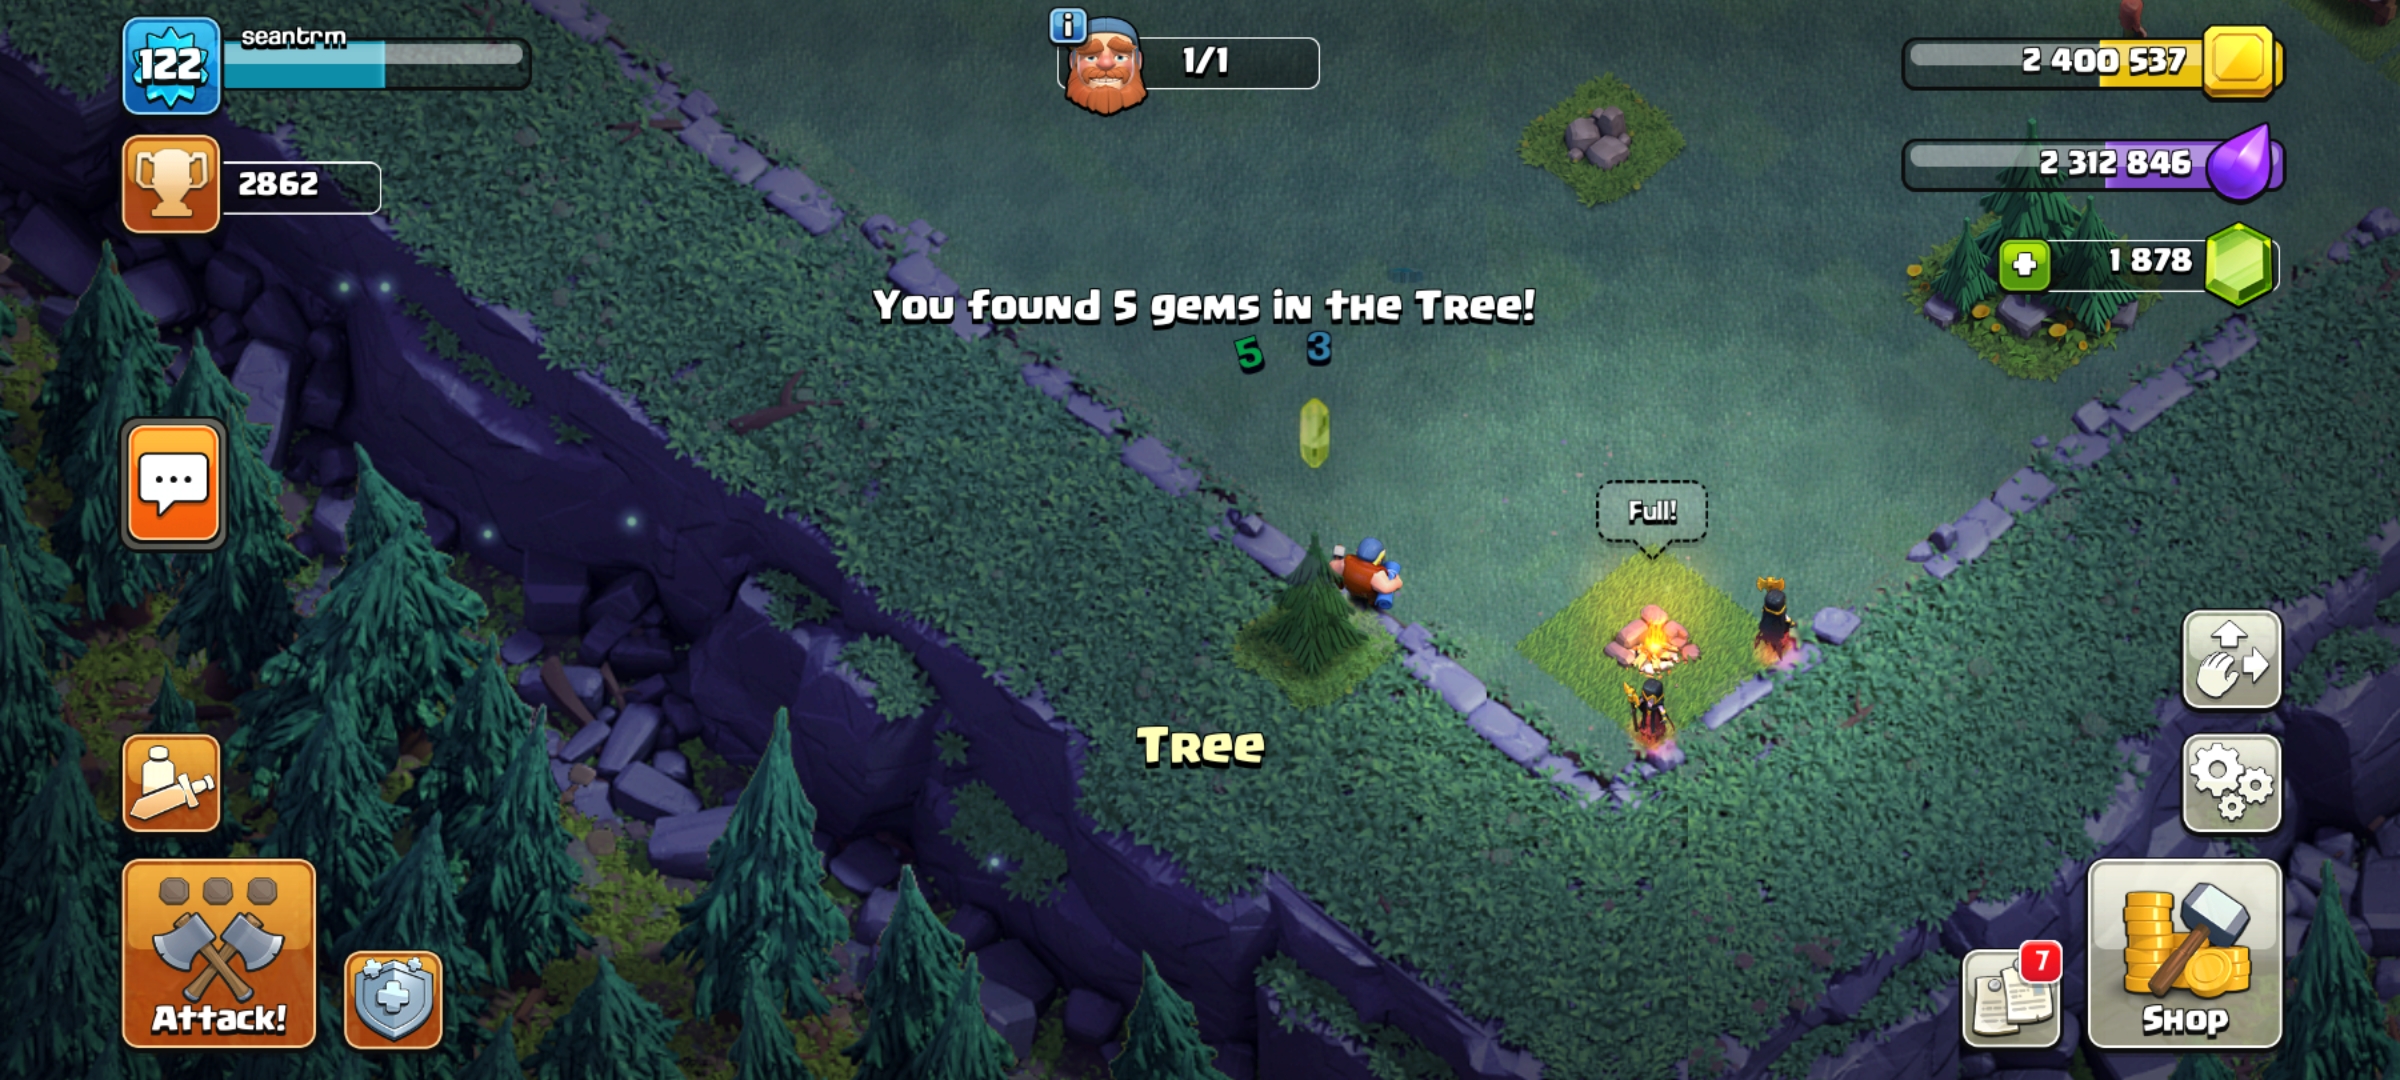 122
seantrm
1/1
2 400 537
2862
2 312 846
1 878
You found 5 gems in the Tree!
5 3
Full!
Tree
7
Attack!
Shop